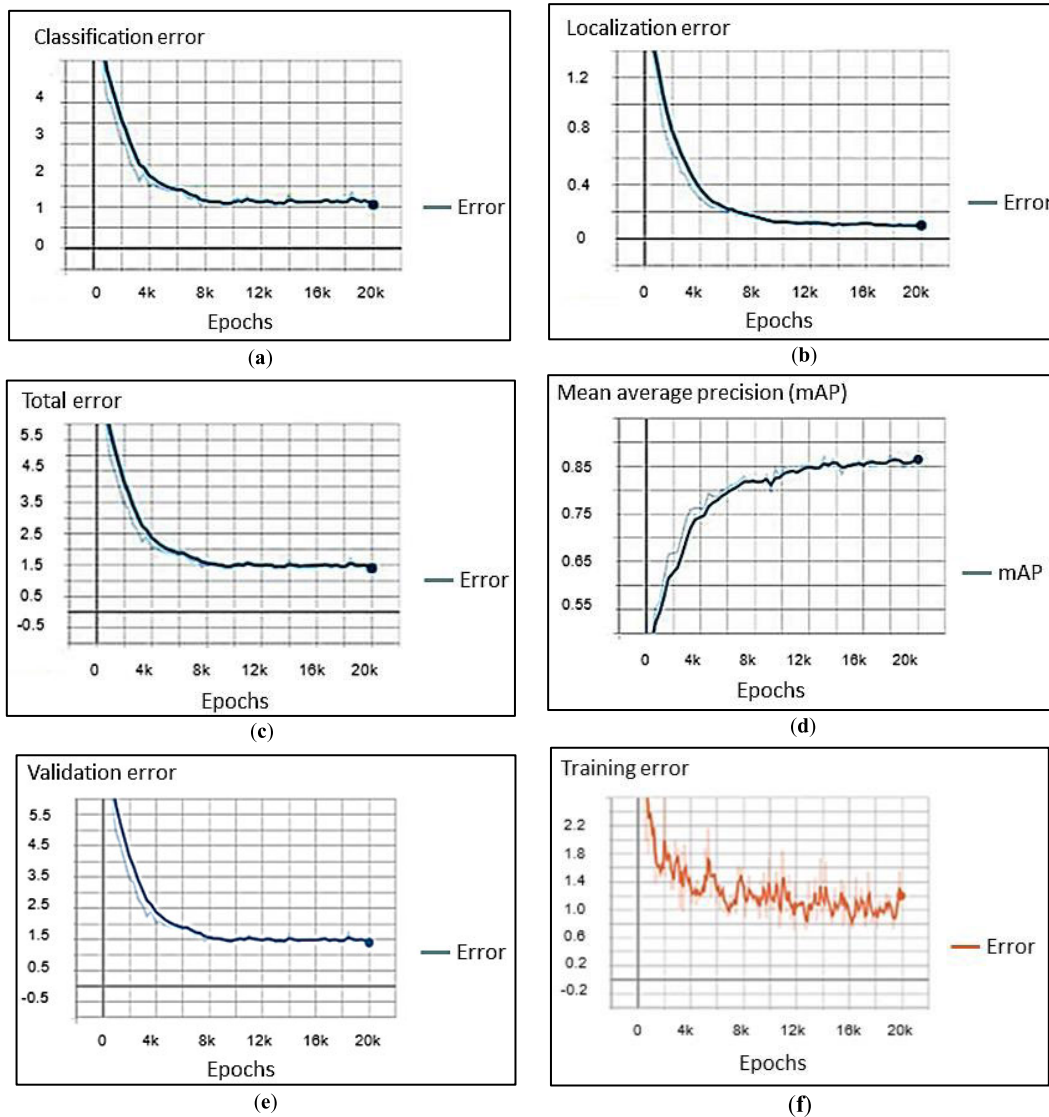 Classification error
4
3
2
1
0
0 4k 8k 12k 16k 20k
Epochs
Error
(a)
Localization error
1.2
0.8
0.4
0
0 4k 8k 12k 16k 20k
Epochs
Error
(b)
Total error
5.5
4.5
3.5
2.5
1.5
0.5
-0.5
0 4k 8k 12k 16k 20k
Epochs
Error
(c)
Mean average precision (mAP)
0.85
0.75
0.65
0.55
0 4k 8k 12k 16k 20k
Epochs
mAP
(d)
Validation error
5.5
4.5
3.5
2.5
1.5
0.5
-0.5
0 4k 8k 12k 16k 20k
Epochs
Error
(e)
Training error
2.2
1.8
1.4
1.0
0.6
0.2
-0.2
0 4k 8k 12k 16k 20k
Epochs
Error
(f)